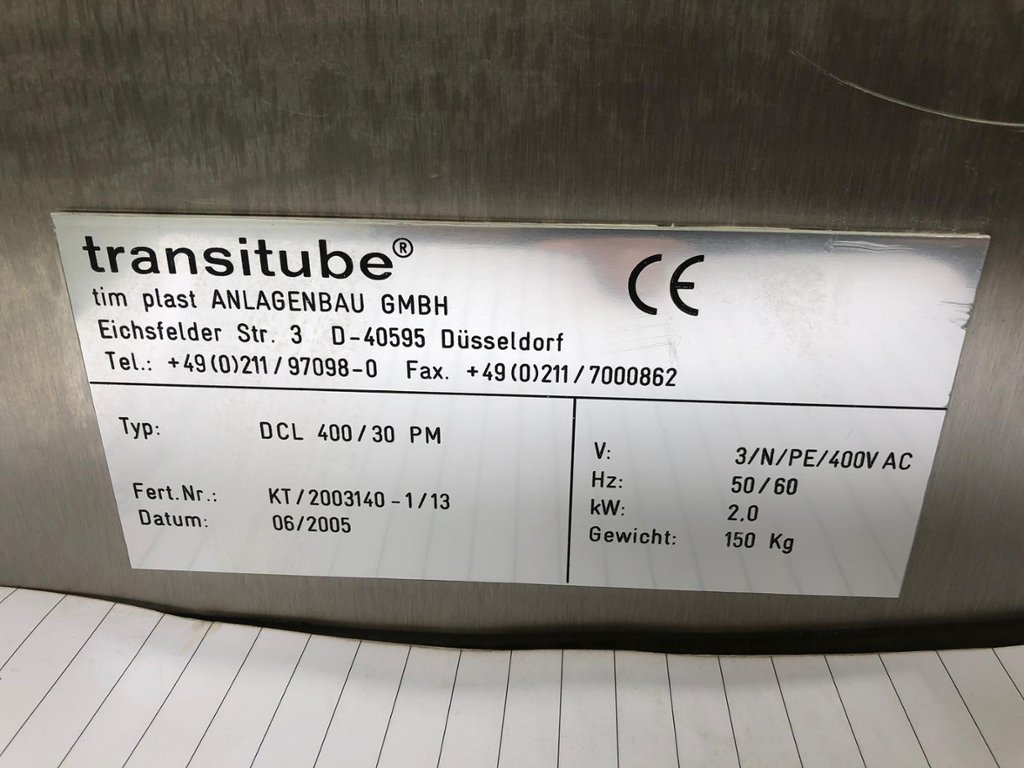 transitube®
CE
tim plast ANLAGENBAU GMBH
Eichsfelder Str. 3 D-40595 Düsseldorf
Tel.: +49(0)211/97098-0 Fax. +49(0)211/7000862
Typ: DCL 400/30 PM
Fert.Nr.: KT/2003140-1/13
Datum: 06/2005
V: 3/N/PE/400V AC
Hz: 50/60
kW: 2.0
Gewicht: 150 Kg